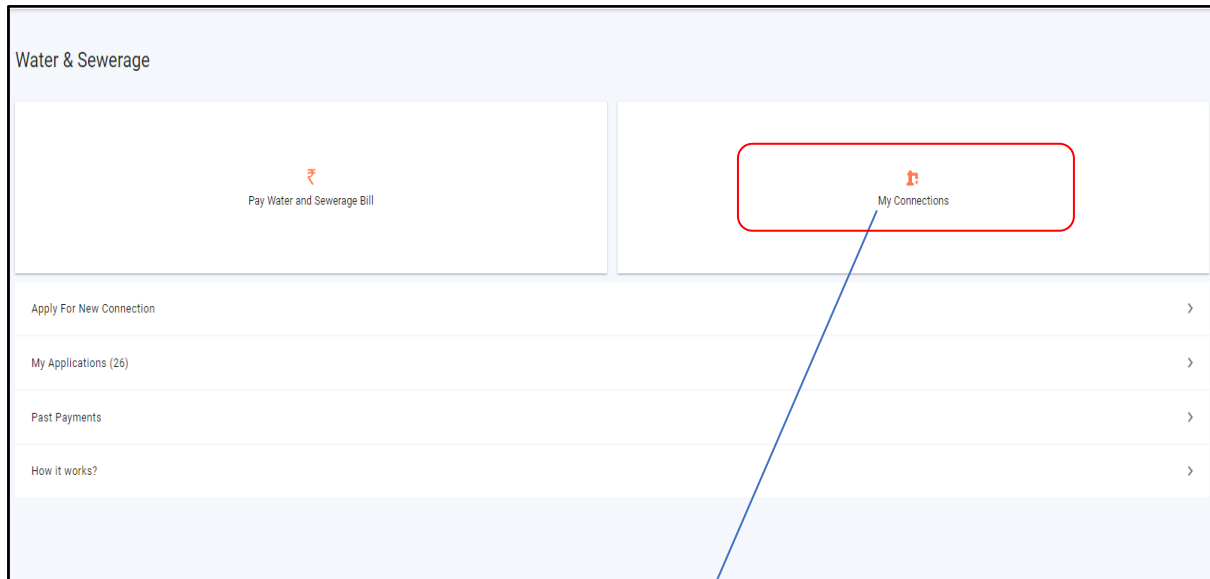 Water & Sewerage
₹
Pay Water and Sewerage Bill
My Connections
Apply For New Connection
My Applications (26)
Past Payments
How it works?